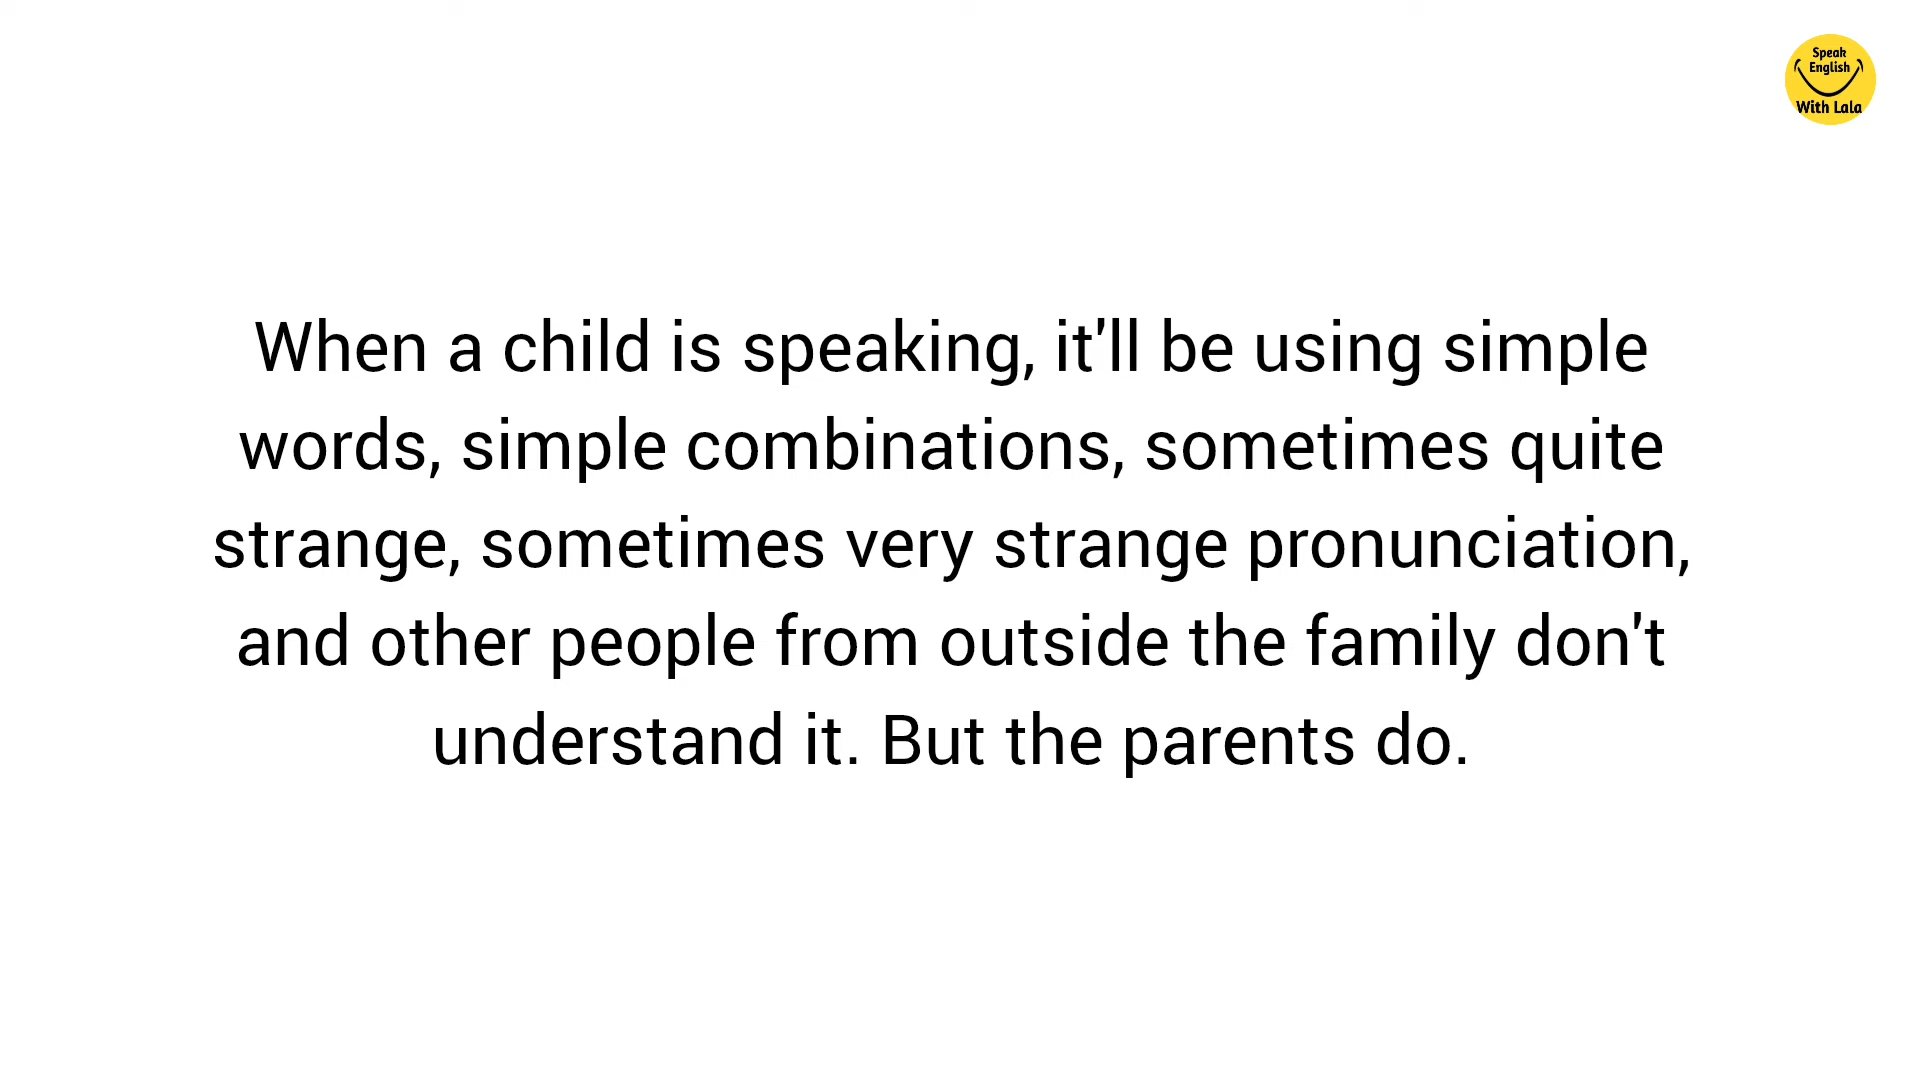 Speak
English
With Lala
When a child is speaking, it'll be using simple
words, simple combinations, sometimes quite
strange, sometimes very strange pronunciation,
and other people from outside the family don't
understand it. But the parents do.